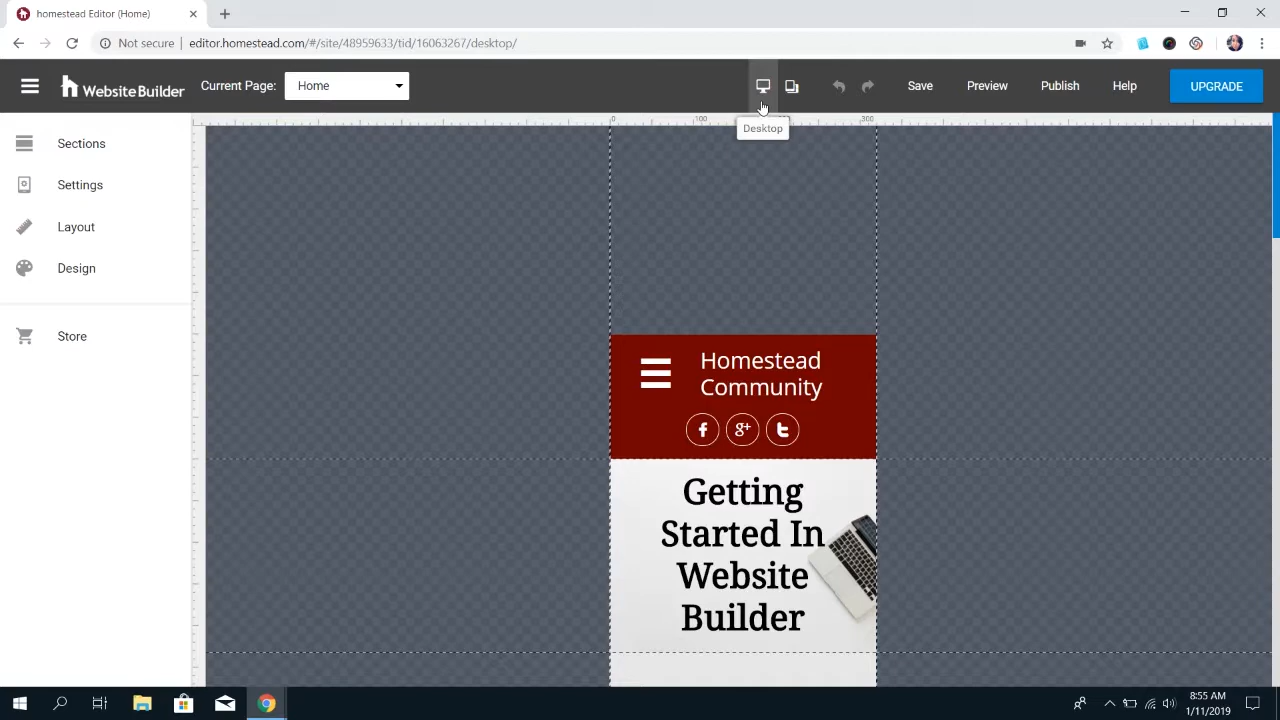 homestead Editor (Home)
Not secure
editor.homestead.com/#/site/48959633/tid/16063267/desktop/
WebsiteBuilder
Current Page:
Home
Save
Preview
Publish
Help
UPGRADE
0
100
300
Desktop
Sections
Settings
Layout
Design
Store
Homestead
Community
Getting
Started In
Website
Builder
8:55 AM
1/11/2019